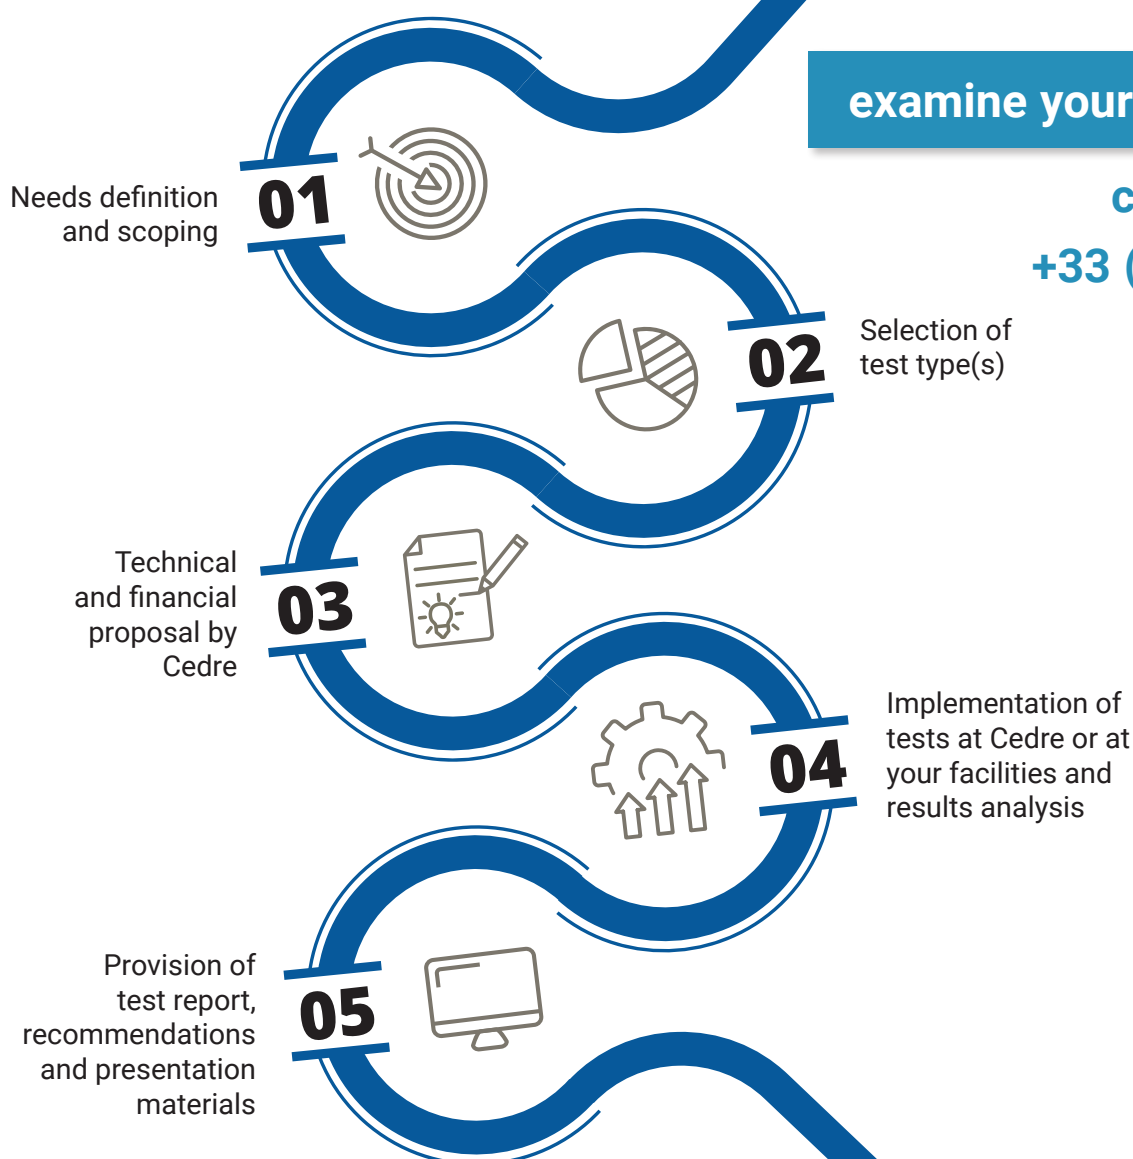 examine your
+33 (
01
Needs definition
and scoping
02
Selection of
test type(s)
03
Technical
and financial
proposal by
Cedre
04
Implementation of
tests at Cedre or at
your facilities and
results analysis
05
Provision of
test report,
recommendations
and presentation
materials